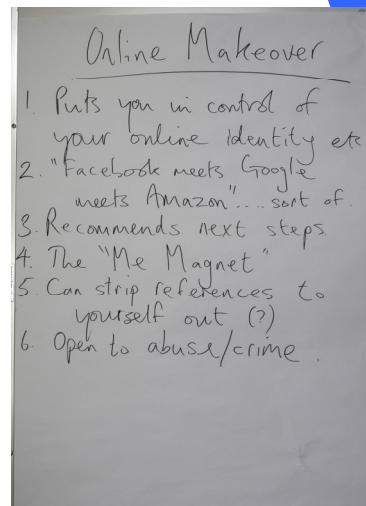 Online Makeover
1. Puts you in control of
your online identity etc
2. "Facebook meets Google
meets Amazon".... sort of.
3. Recommends next steps.
4. The "Me Magnet"
5. Can strip references to
yourself out (?)
6. Open to abuse/crime.